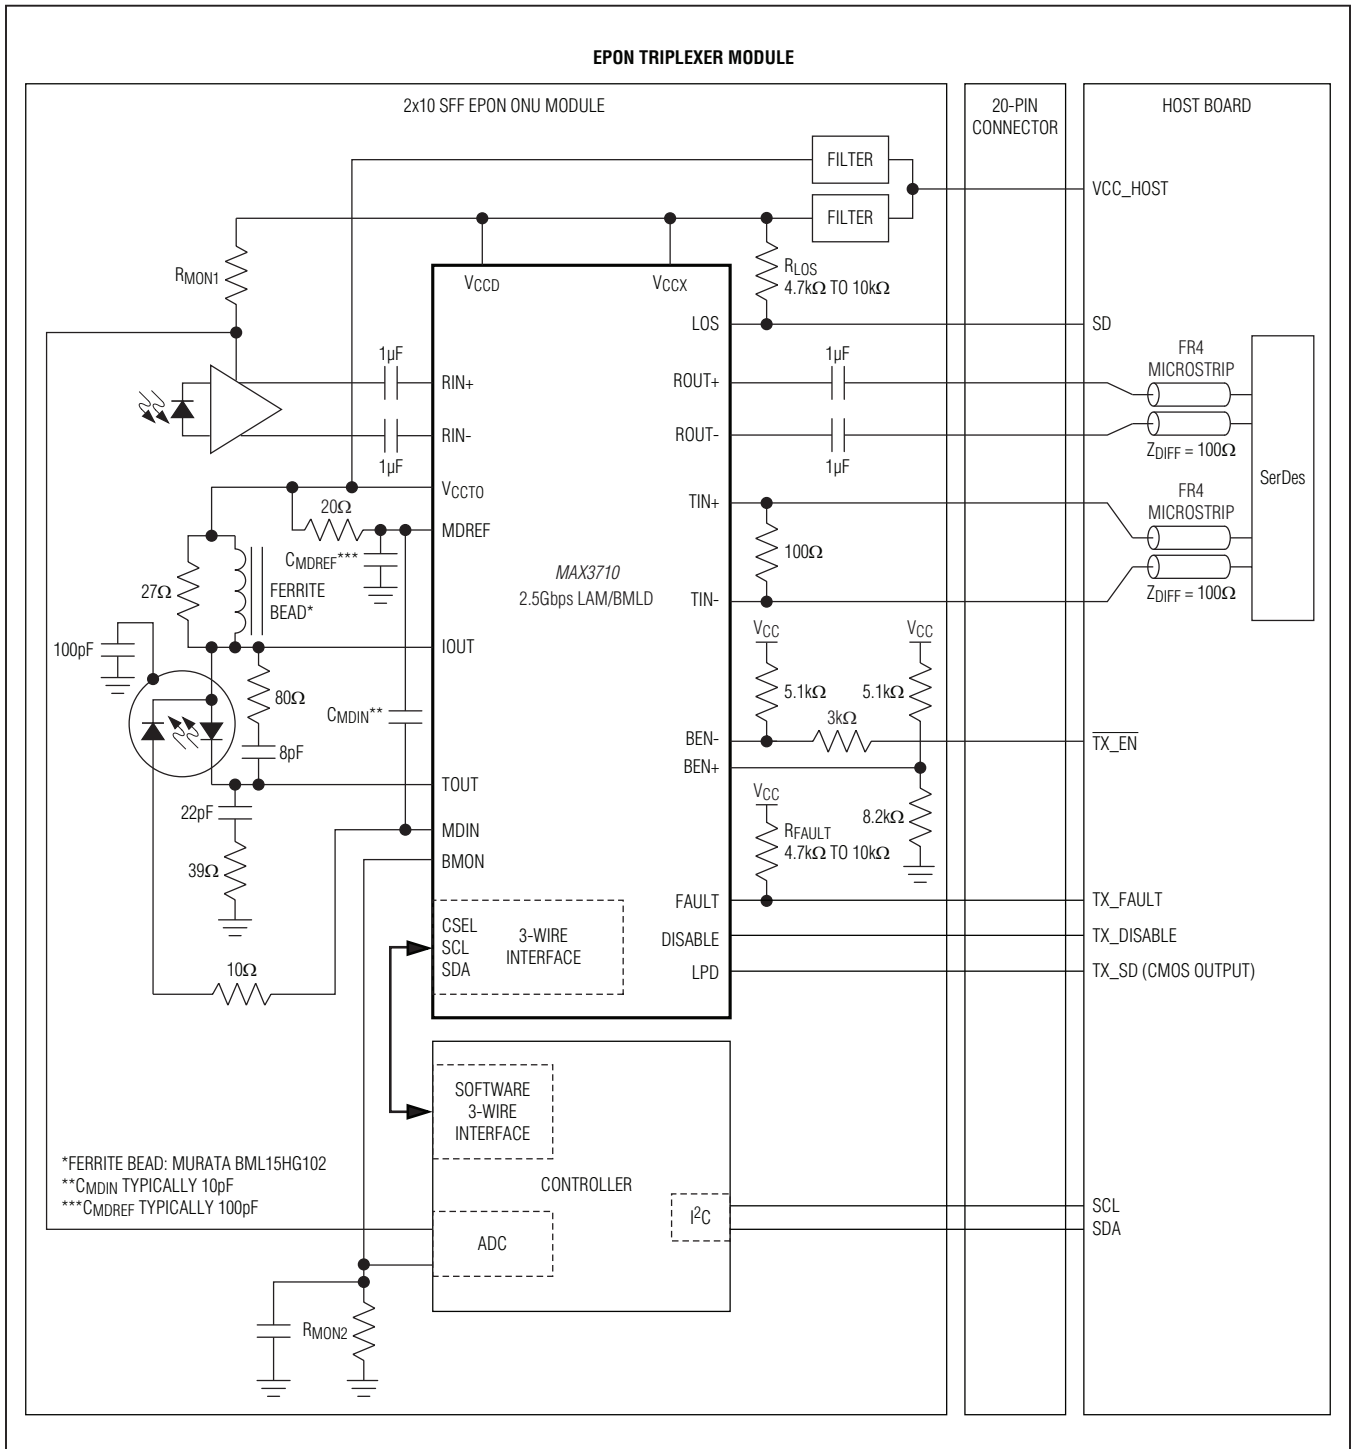 EPON TRIPLEXER MODULE
2x10 SFF EPON ONU MODULE
20-PIN
CONNECTOR
HOST BOARD
FILTER
VCC_HOST
FILTER
RMON1
VCCD
VCCX
RLOS
4.7kΩ TO 10kΩ
LOS
SD
1µF
RIN+
ROUT+
1µF
FR4
MICROSTRIP
RIN-
1µF
ROUT-
1µF
ZDIFF = 100Ω
SerDes
VCCTO
20Ω
MDREF
CMDREF***
TIN+
100Ω
TIN-
FR4
MICROSTRIP
ZDIFF = 100Ω
MAX3710
2.5Gbps LAM/BMLD
27Ω
FERRITE
BEAD*
100pF
IOUT
80Ω
8pF
CMDIN**
VCC
VCC
5.1kΩ
5.1kΩ
3kΩ
BEN-
TX_EN
BEN+
TOUT
22pF
39Ω
MDIN
BMON
VCC
RFAULT
4.7kΩ TO 10kΩ
8.2kΩ
FAULT
TX_FAULT
DISABLE
TX_DISABLE
LPD
TX_SD (CMOS OUTPUT)
CSEL
SCL
SDA
3-WIRE
INTERFACE
10Ω
SOFTWARE
3-WIRE
INTERFACE
CONTROLLER
*FERRITE BEAD: MURATA BML15HG102
**CMDIN TYPICALLY 10pF
***CMDREF TYPICALLY 100pF
ADC
I2C
SCL
SDA
RMON2